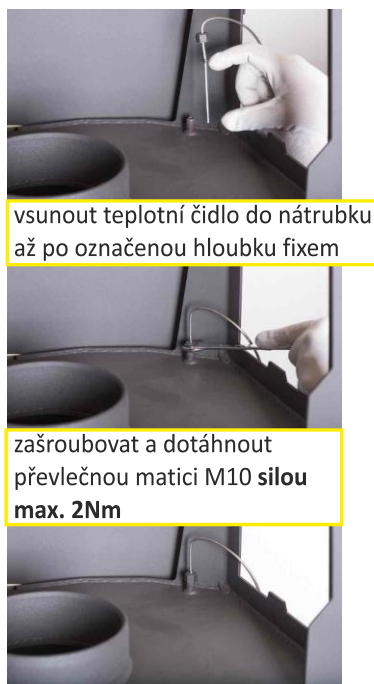 vsunout teplotní čidlo do nátrubku
až po označenou hloubku fixem
zašroubovat a dotáhnout
převlečnou matici M10 silou
max. 2Nm